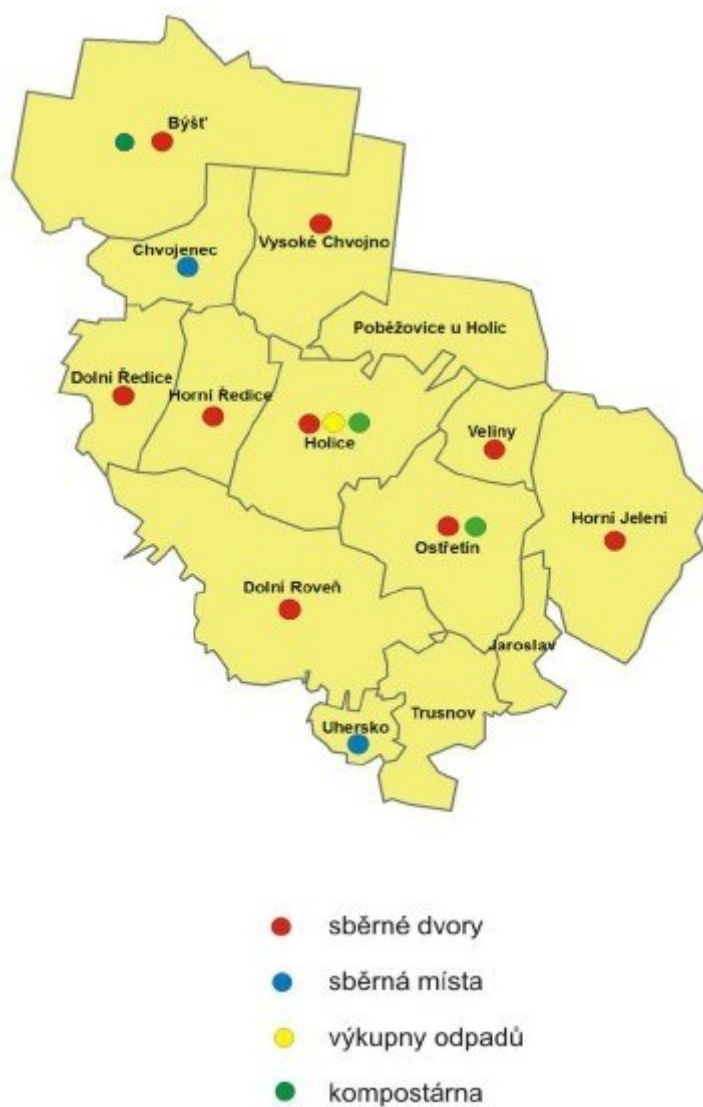 Býšť
Vysoké Chvojno
Chvojenec
Poběžovice u Holic
Dolní Ředice
Horní Ředice
Holice
Veliny
Horní Jelení
Ostřetín
Dolní Roveň
Jaroslav
Trusnov
Uhersko
sběrné dvory
sběrná místa
výkupny odpadů
kompostárna